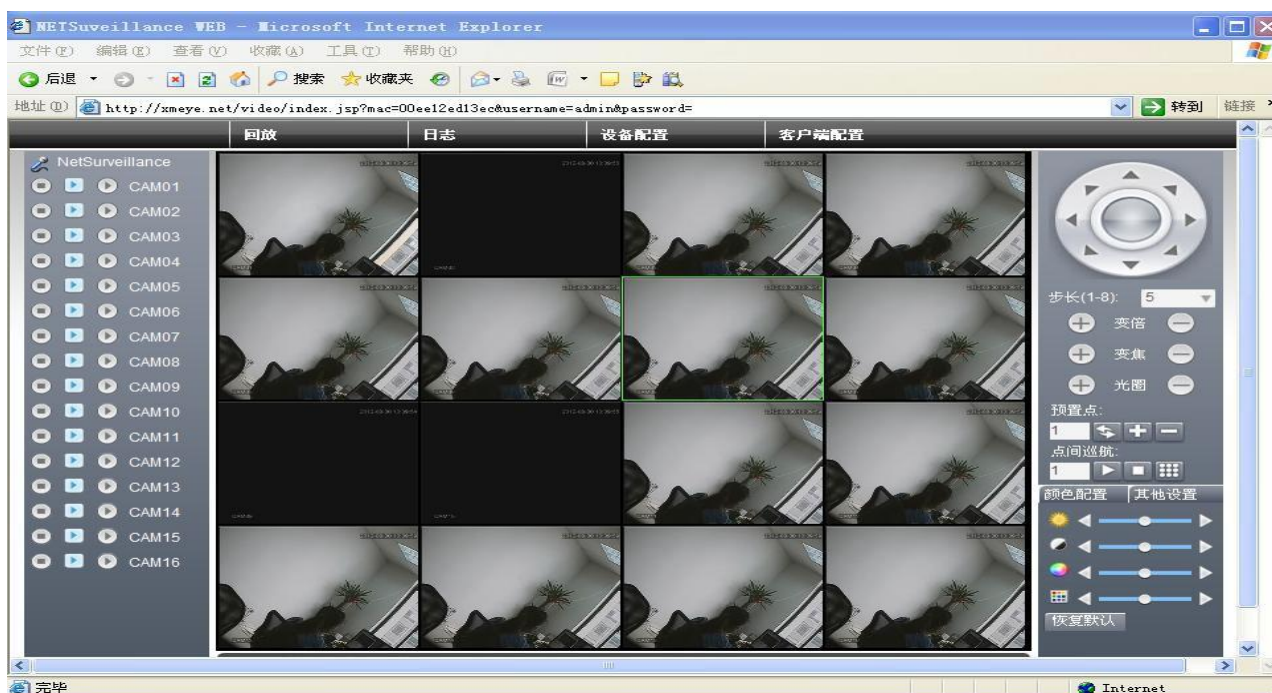 NETSuveillance WEB - Microsoft Internet Explorer
文件(F) 编辑(E) 查看(V) 收藏(A) 工具(T) 帮助(H)
后退 搜索 收藏夹
地址(D) http://xmeye.net/video/index.jsp?mac=00ee12ed13ec&username=admin&password= 转到 链接
回放 日志 设备配置 客户端配置
NetSurveillance
CAM01
CAM02
CAM03
CAM04
CAM05
CAM06
CAM07
CAM08
CAM09
CAM10
CAM11
CAM12
CAM13
CAM14
CAM15
CAM16
步长(1-8): 5
变倍
变焦
光圈
预置点:
1
点间巡航:
1
颜色配置 其他设置
恢复默认
完毕 Internet